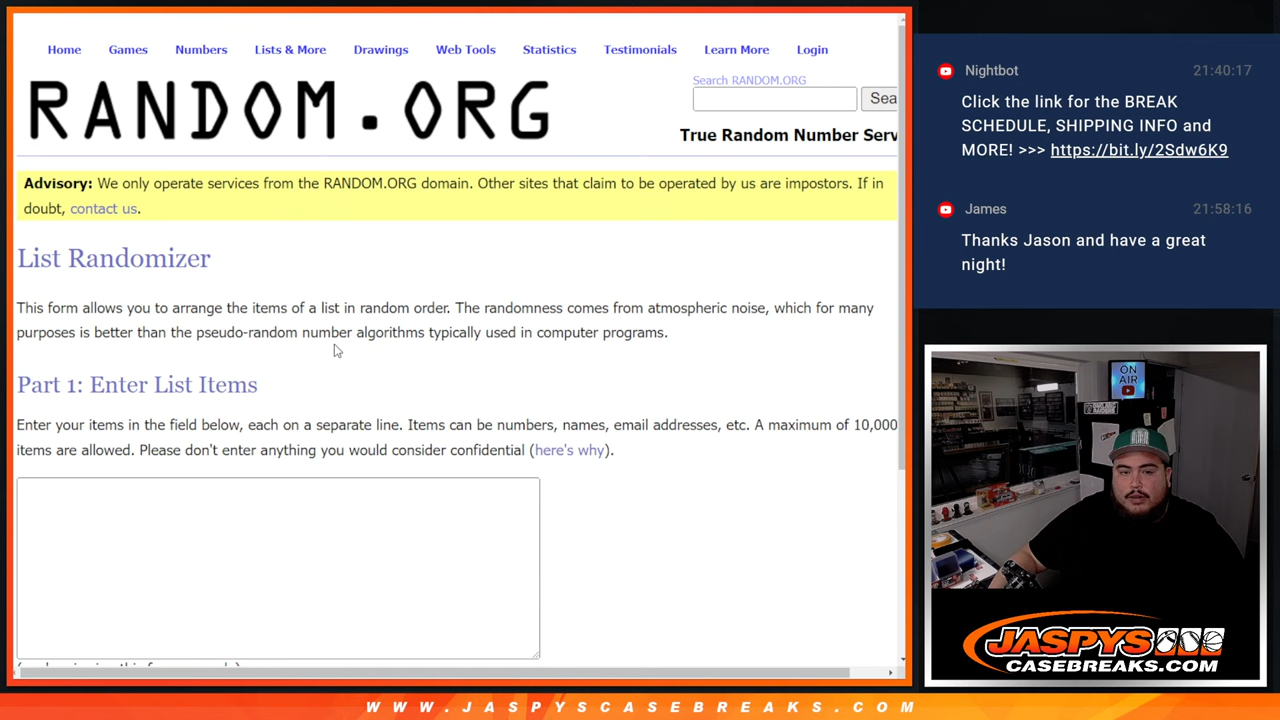 Home Games Numbers Lists & More Drawings Web Tools Statistics Testimonials Learn More Login
RANDOM.ORG
Search RANDOM.ORG
Sea
True Random Number Serv
Advisory: We only operate services from the RANDOM.ORG domain. Other sites that claim to be operated by us are impostors. If in
doubt, contact us.
List Randomizer
This form allows you to arrange the items of a list in random order. The randomness comes from atmospheric noise, which for many
purposes is better than the pseudo-random number algorithms typically used in computer programs.
Part 1: Enter List Items
Enter your items in the field below, each on a separate line. Items can be numbers, names, email addresses, etc. A maximum of 10,000
items are allowed. Please don't enter anything you would consider confidential (here's why).
Nightbot 21:40:17
Click the link for the BREAK
SCHEDULE, SHIPPING INFO and
MORE! >>> https://bit.ly/2Sdw6K9
James 21:58:16
Thanks Jason and have a great
night!
ON
AIR
JASPYS
CASEBREAKS.COM
WWW.JASPYSCASEBREAKS.COM